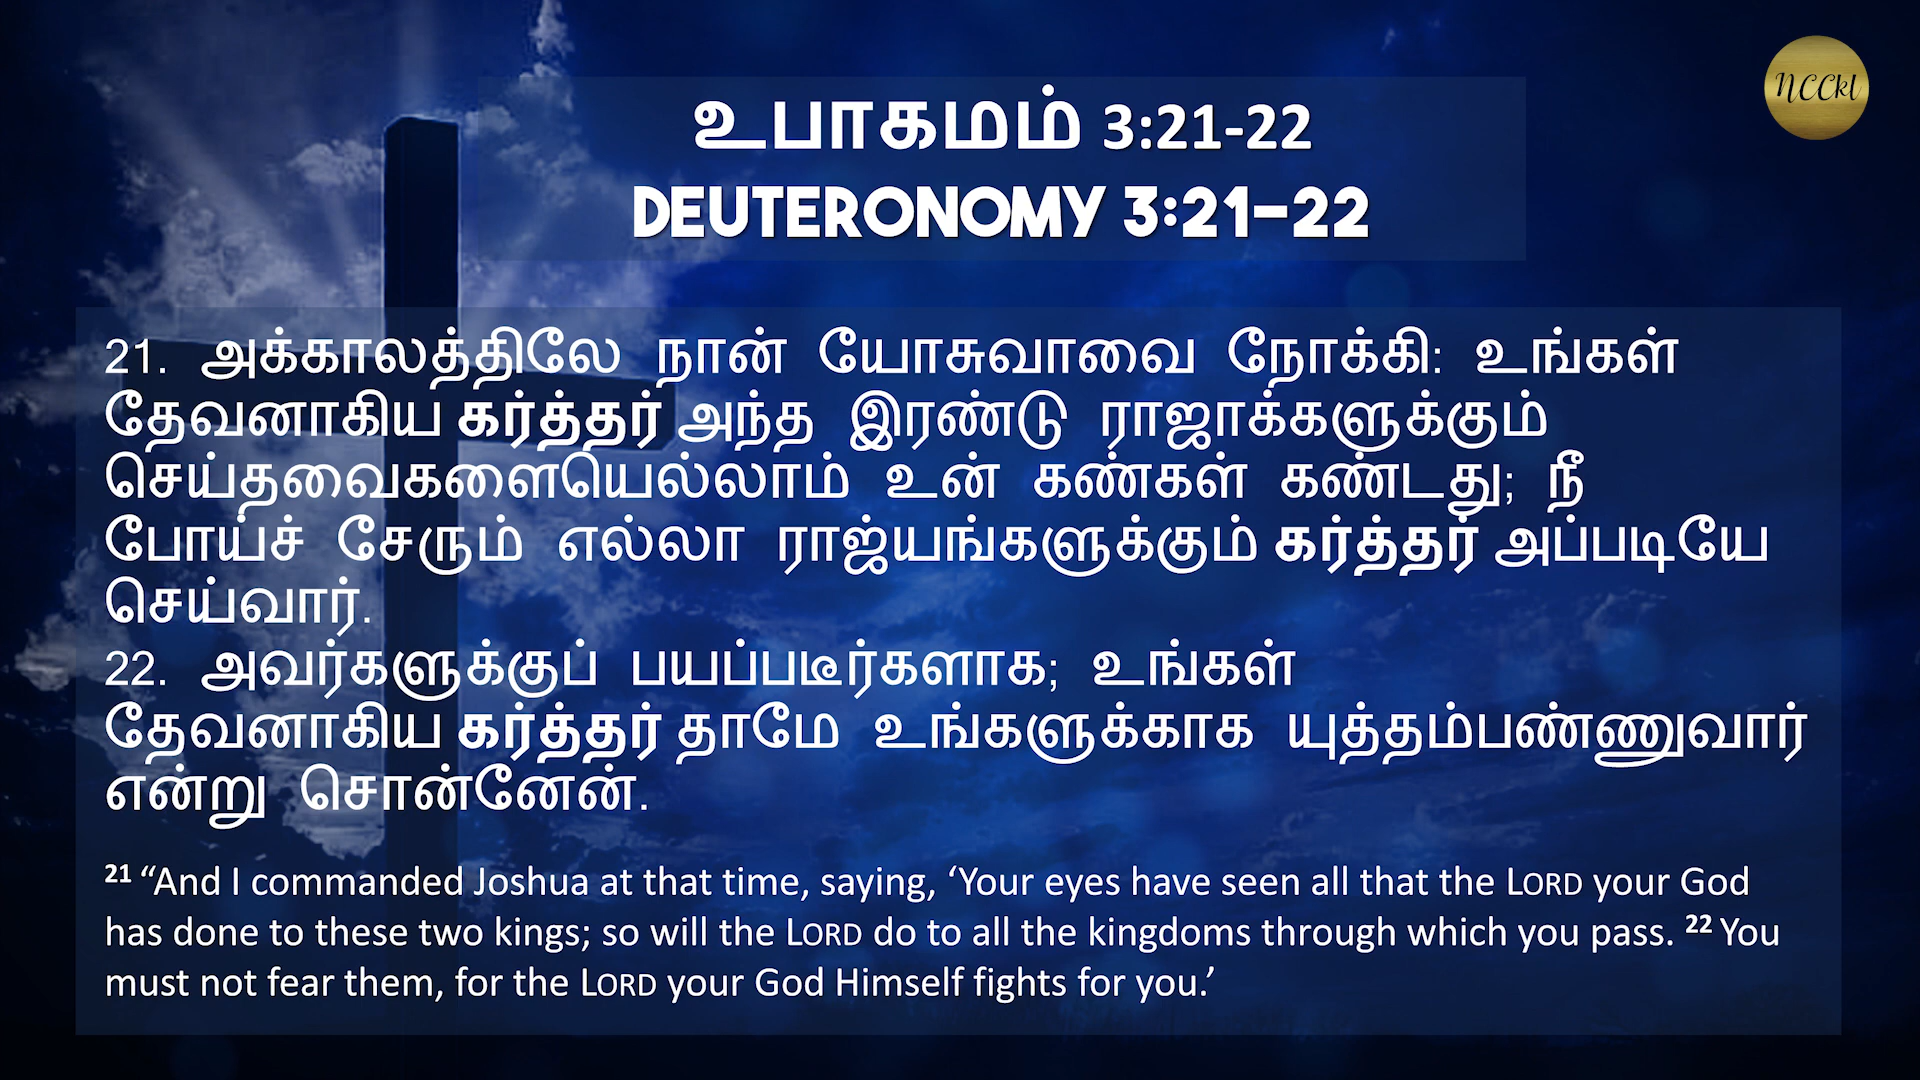 NCCkl
உபாகமம் 3:21-22
DEUTERONOMY 3:21-22
21. அக்காலத்திலே நான் யோசுவாவை நோக்கி: உங்கள்
தேவனாகிய கர்த்தர் அந்த இரண்டு ராஜாக்களுக்கும்
செய்தவைகளையெல்லாம் உன் கண்கள் கண்டது; நீ
போய்ச் சேரும் எல்லா ராஜ்யங்களுக்கும் கர்த்தர் அப்படியே
செய்வார்.
22. அவர்களுக்குப் பயப்படீர்களாக; உங்கள்
தேவனாகிய கர்த்தர் தாமே உங்களுக்காக யுத்தம்பண்ணுவார்
என்று சொன்னேன்.
21 “And I commanded Joshua at that time, saying, ‘Your eyes have seen all that the LORD your God
has done to these two kings; so will the LORD do to all the kingdoms through which you pass. 22 You
must not fear them, for the LORD your God Himself fights for you.’